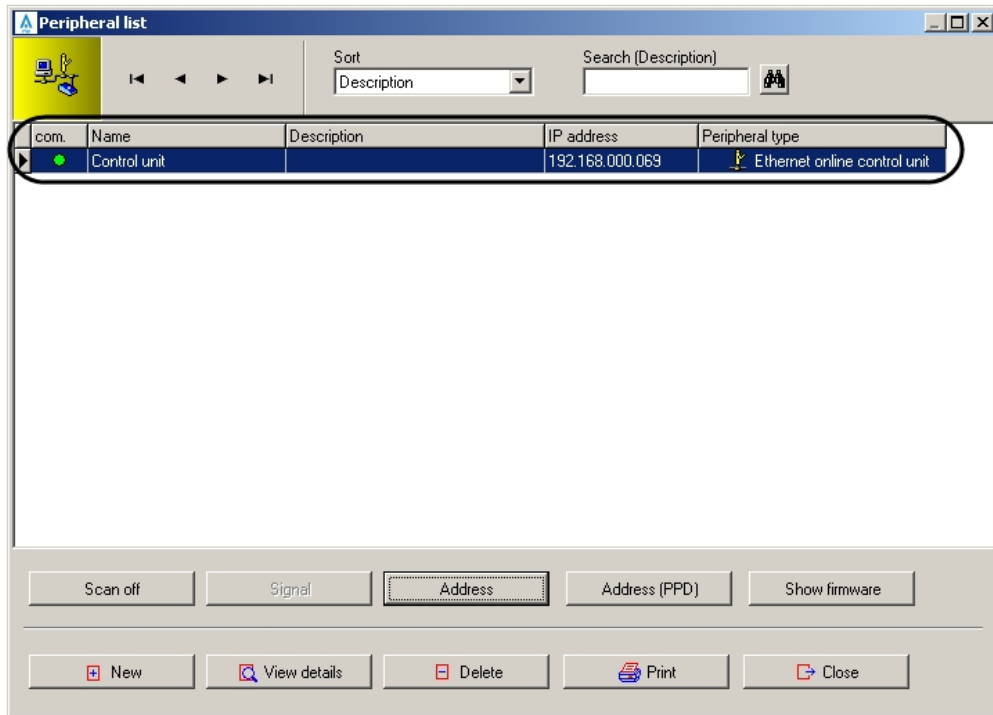 Peripheral list
Sort
Search (Description)
Description
com. Name Description IP address Peripheral type
Control unit 192.168.000.069 Ethernet online control unit
Scan off Signal Address Address (PPD) Show firmware
New View details Delete Print Close